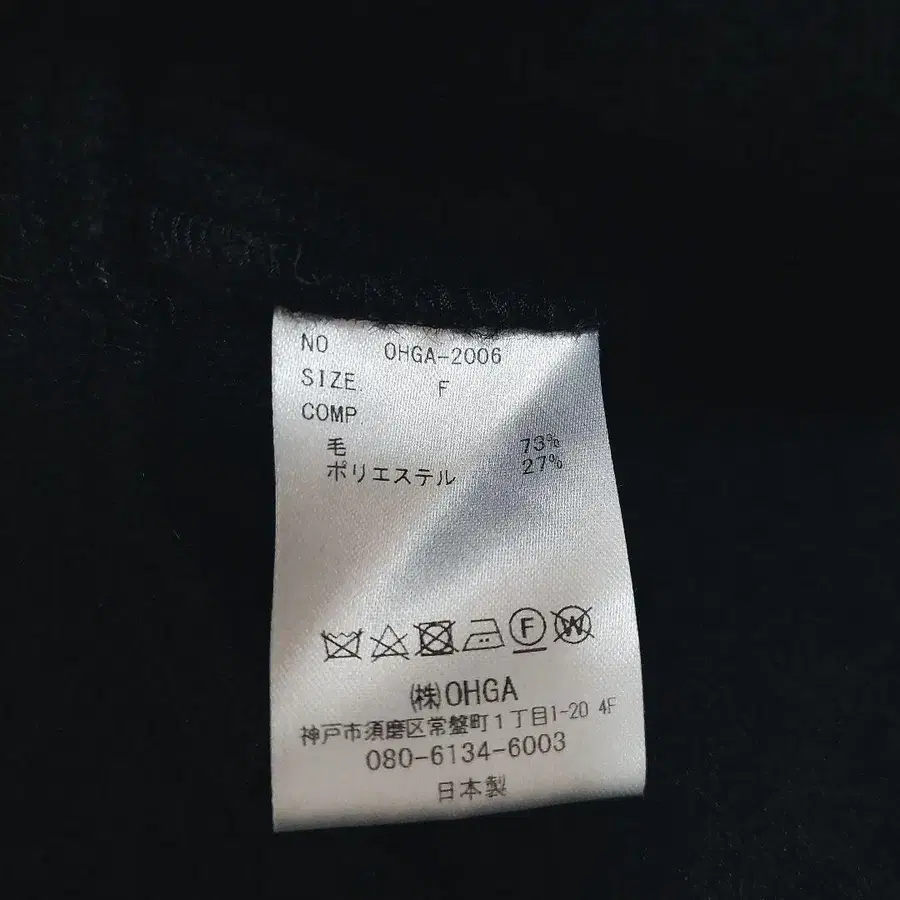 NO OHGA-2006
SIZE F
COMP.
毛 73%
ポリエステル 27%
F W
㈱OHGA
神戸市須磨区常盤町1丁目1-20 4F
080-6134-6003
日本製